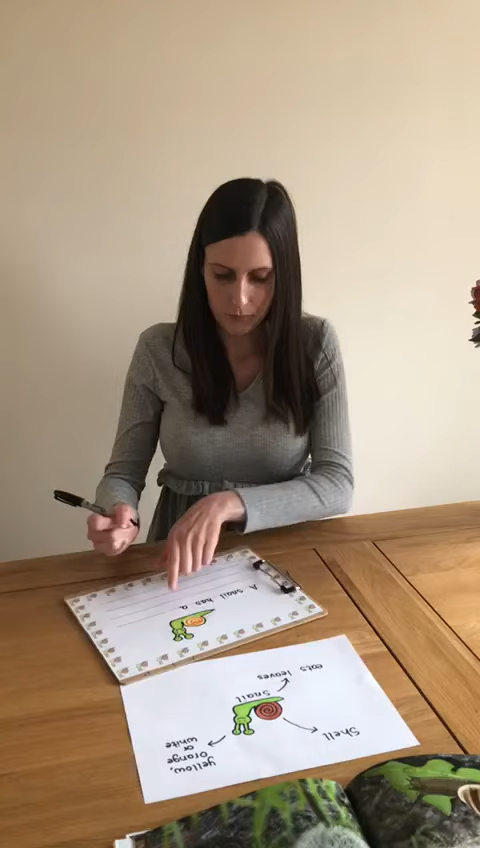 yellow,
orange
or
white
Shell
Snail
eats leaves
A snail has a